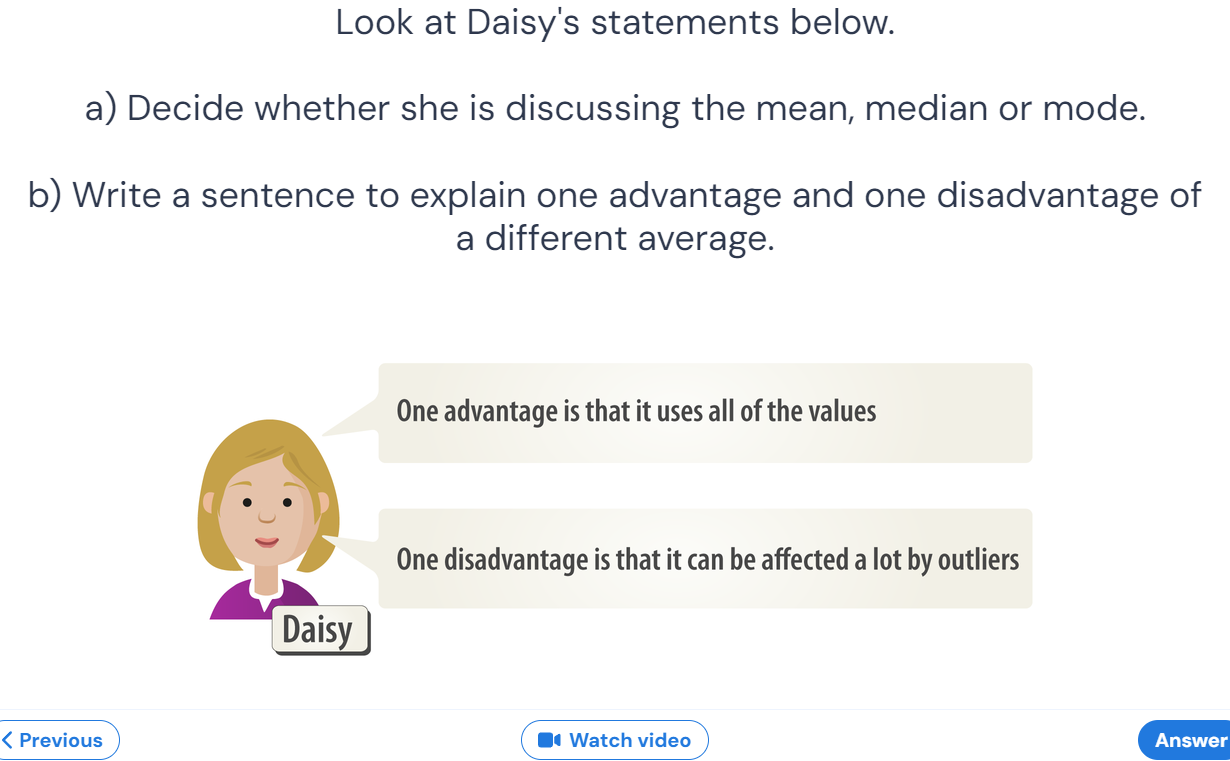 Look at Daisy's statements below.
a) Decide whether she is discussing the mean, median or mode.
b) Write a sentence to explain one advantage and one disadvantage of
a different average.
One advantage is that it uses all of the values
One disadvantage is that it can be affected a lot by outliers
Daisy
Previous
Watch video
Answer